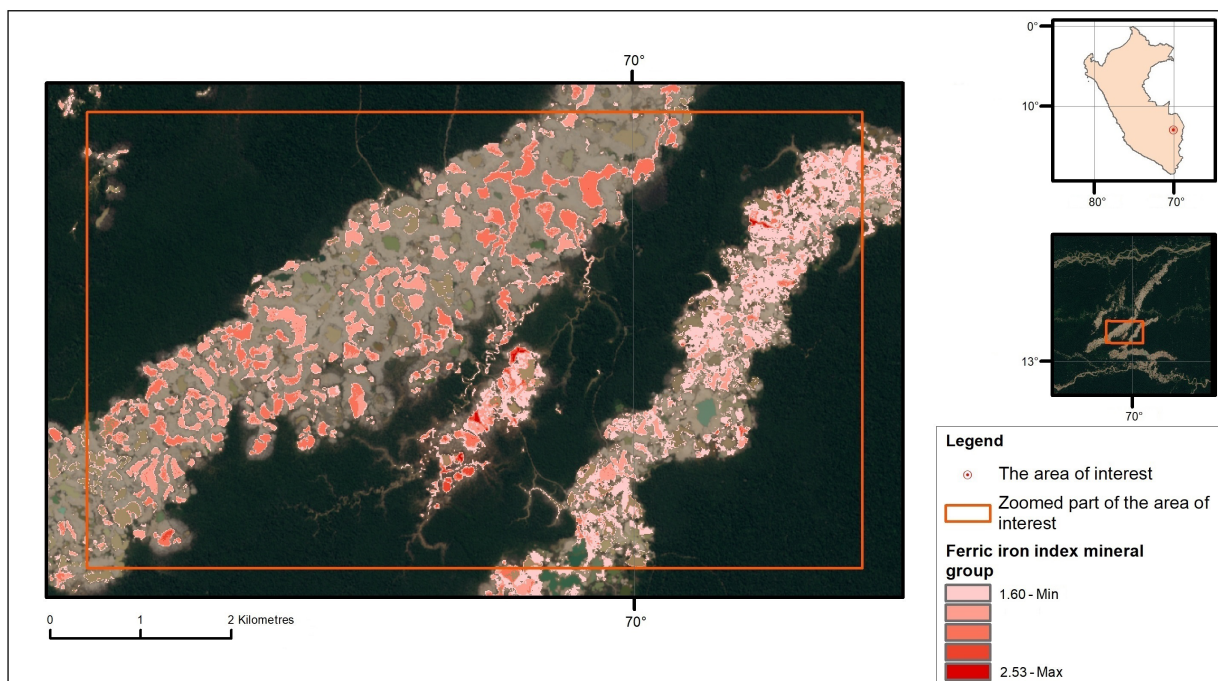 70°
0°
10°
80°
70°
13°
70°
Legend
The area of interest
Zoomed part of the area of
interest
Ferric iron index mineral
group
1.60 - Min
2.53 - Max
70°
0 1 2 Kilometres